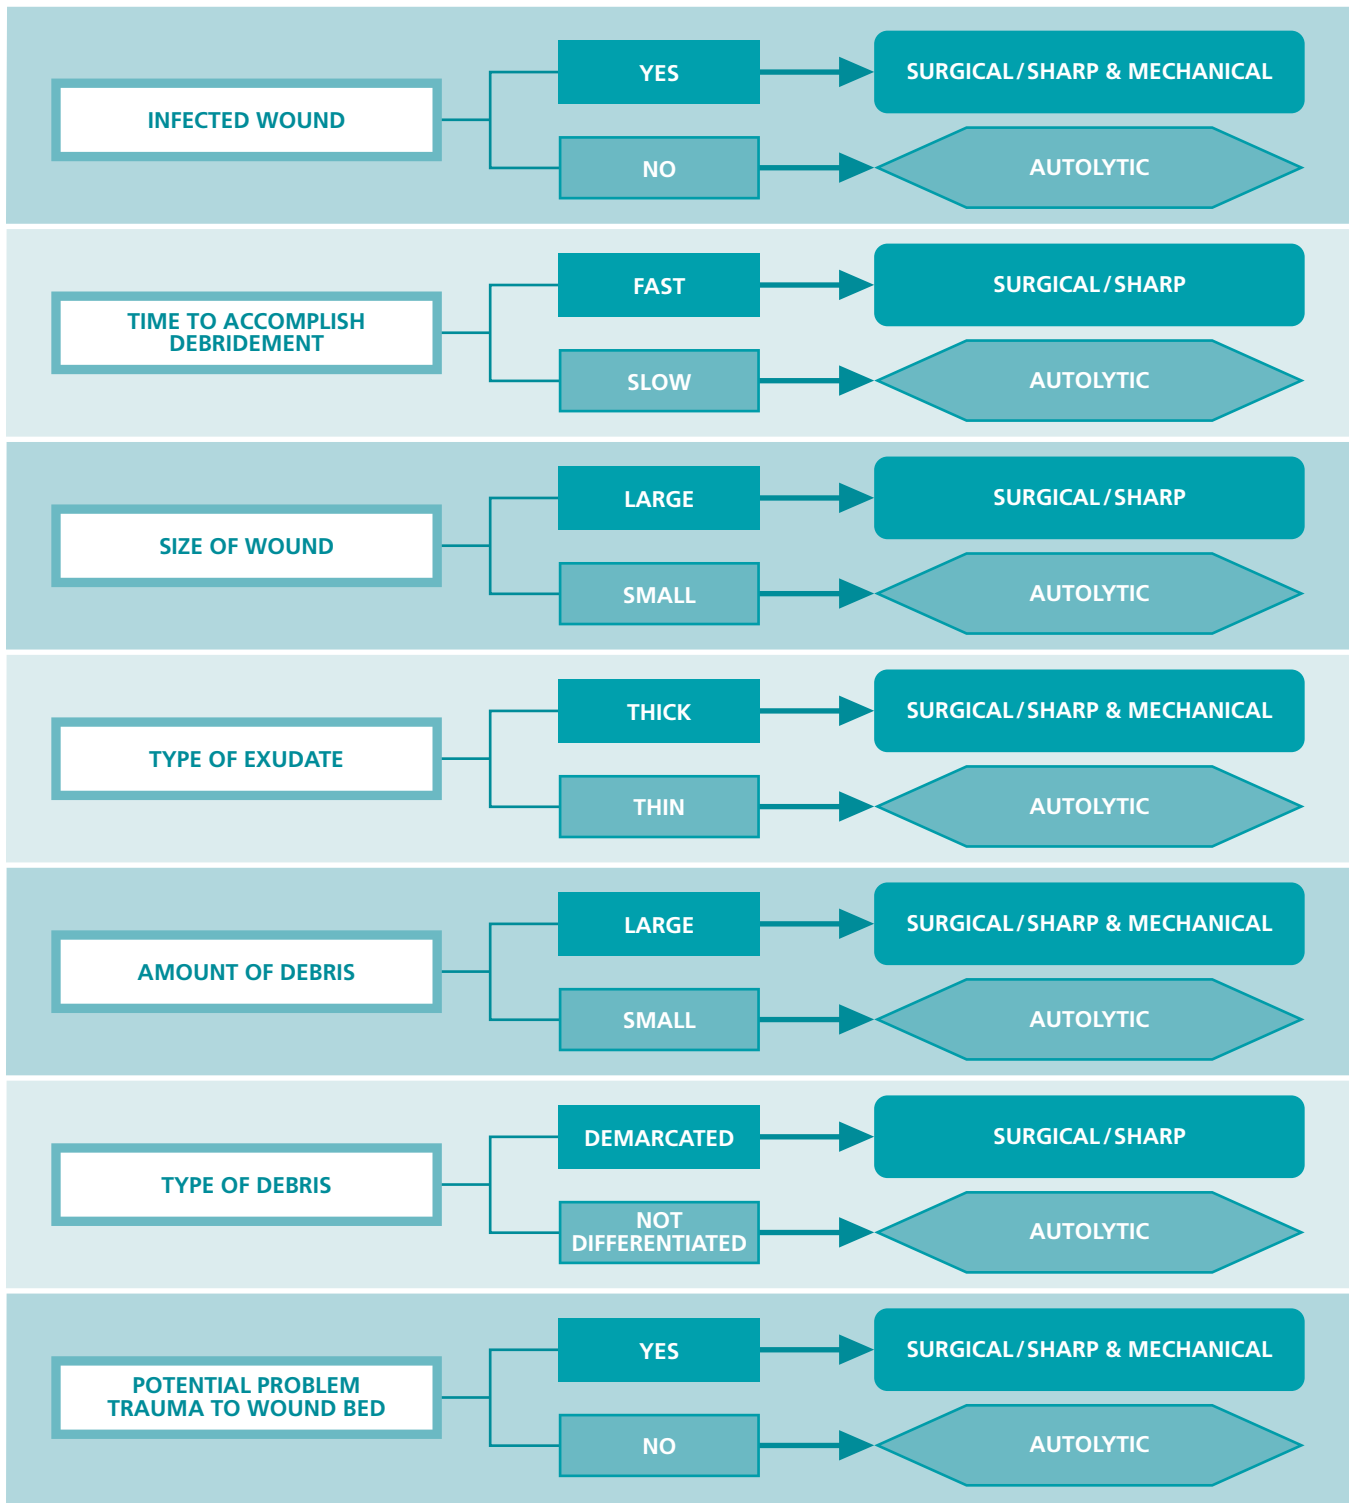 INFECTED WOUND
YES
SURGICAL/SHARP & MECHANICAL
NO
AUTOLYTIC
TIME TO ACCOMPLISH
DEBRIDEMENT
FAST
SURGICAL/SHARP
SLOW
AUTOLYTIC
SIZE OF WOUND
LARGE
SURGICAL/SHARP
SMALL
AUTOLYTIC
TYPE OF EXUDATE
THICK
SURGICAL/SHARP & MECHANICAL
THIN
AUTOLYTIC
AMOUNT OF DEBRIS
LARGE
SURGICAL/SHARP & MECHANICAL
SMALL
AUTOLYTIC
TYPE OF DEBRIS
DEMARCATED
SURGICAL/SHARP
NOT
DIFFERENTIATED
AUTOLYTIC
POTENTIAL PROBLEM
TRAUMA TO WOUND BED
YES
SURGICAL/SHARP & MECHANICAL
NO
AUTOLYTIC